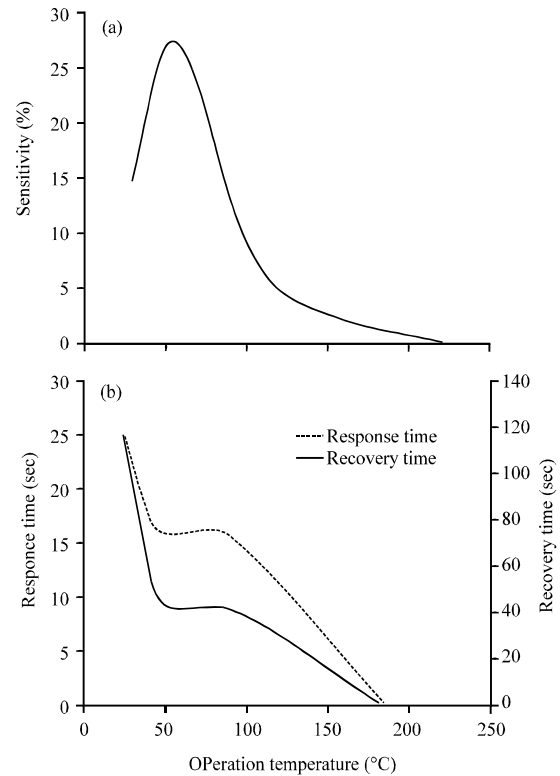 (a)
Sensitivity (%)
30
25
20
15
10
5
0
(b)
Responce time (sec)
30
25
20
15
10
5
0
Response time
Recovery time
140
120
100
80
60
40
20
0
Recovery time (sec)
0 50 100 150 200 250
OPeration temperature (°C)